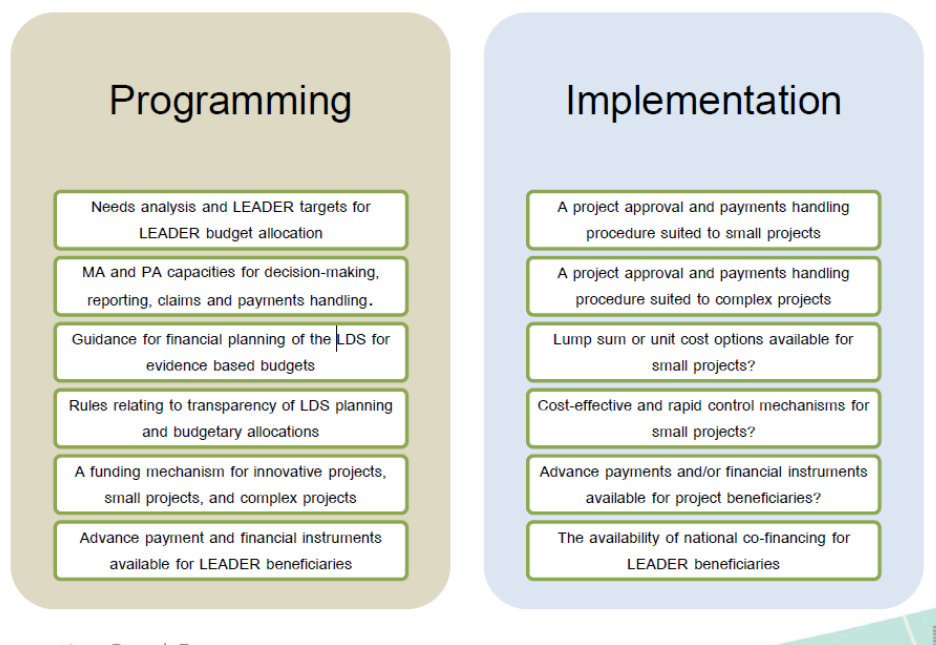 Programming
Needs analysis and LEADER targets for
LEADER budget allocation
MA and PA capacities for decision-making,
reporting, claims and payments handling.
Guidance for financial planning of the LDS for
evidence based budgets
Rules relating to transparency of LDS planning
and budgetary allocations
A funding mechanism for innovative projects,
small projects, and complex projects
Advance payment and financial instruments
available for LEADER beneficiaries
Implementation
A project approval and payments handling
procedure suited to small projects
A project approval and payments handling
procedure suited to complex projects
Lump sum or unit cost options available for
small projects?
Cost-effective and rapid control mechanisms for
small projects?
Advance payments and/or financial instruments
available for project beneficiaries?
The availability of national co-financing for
LEADER beneficiaries